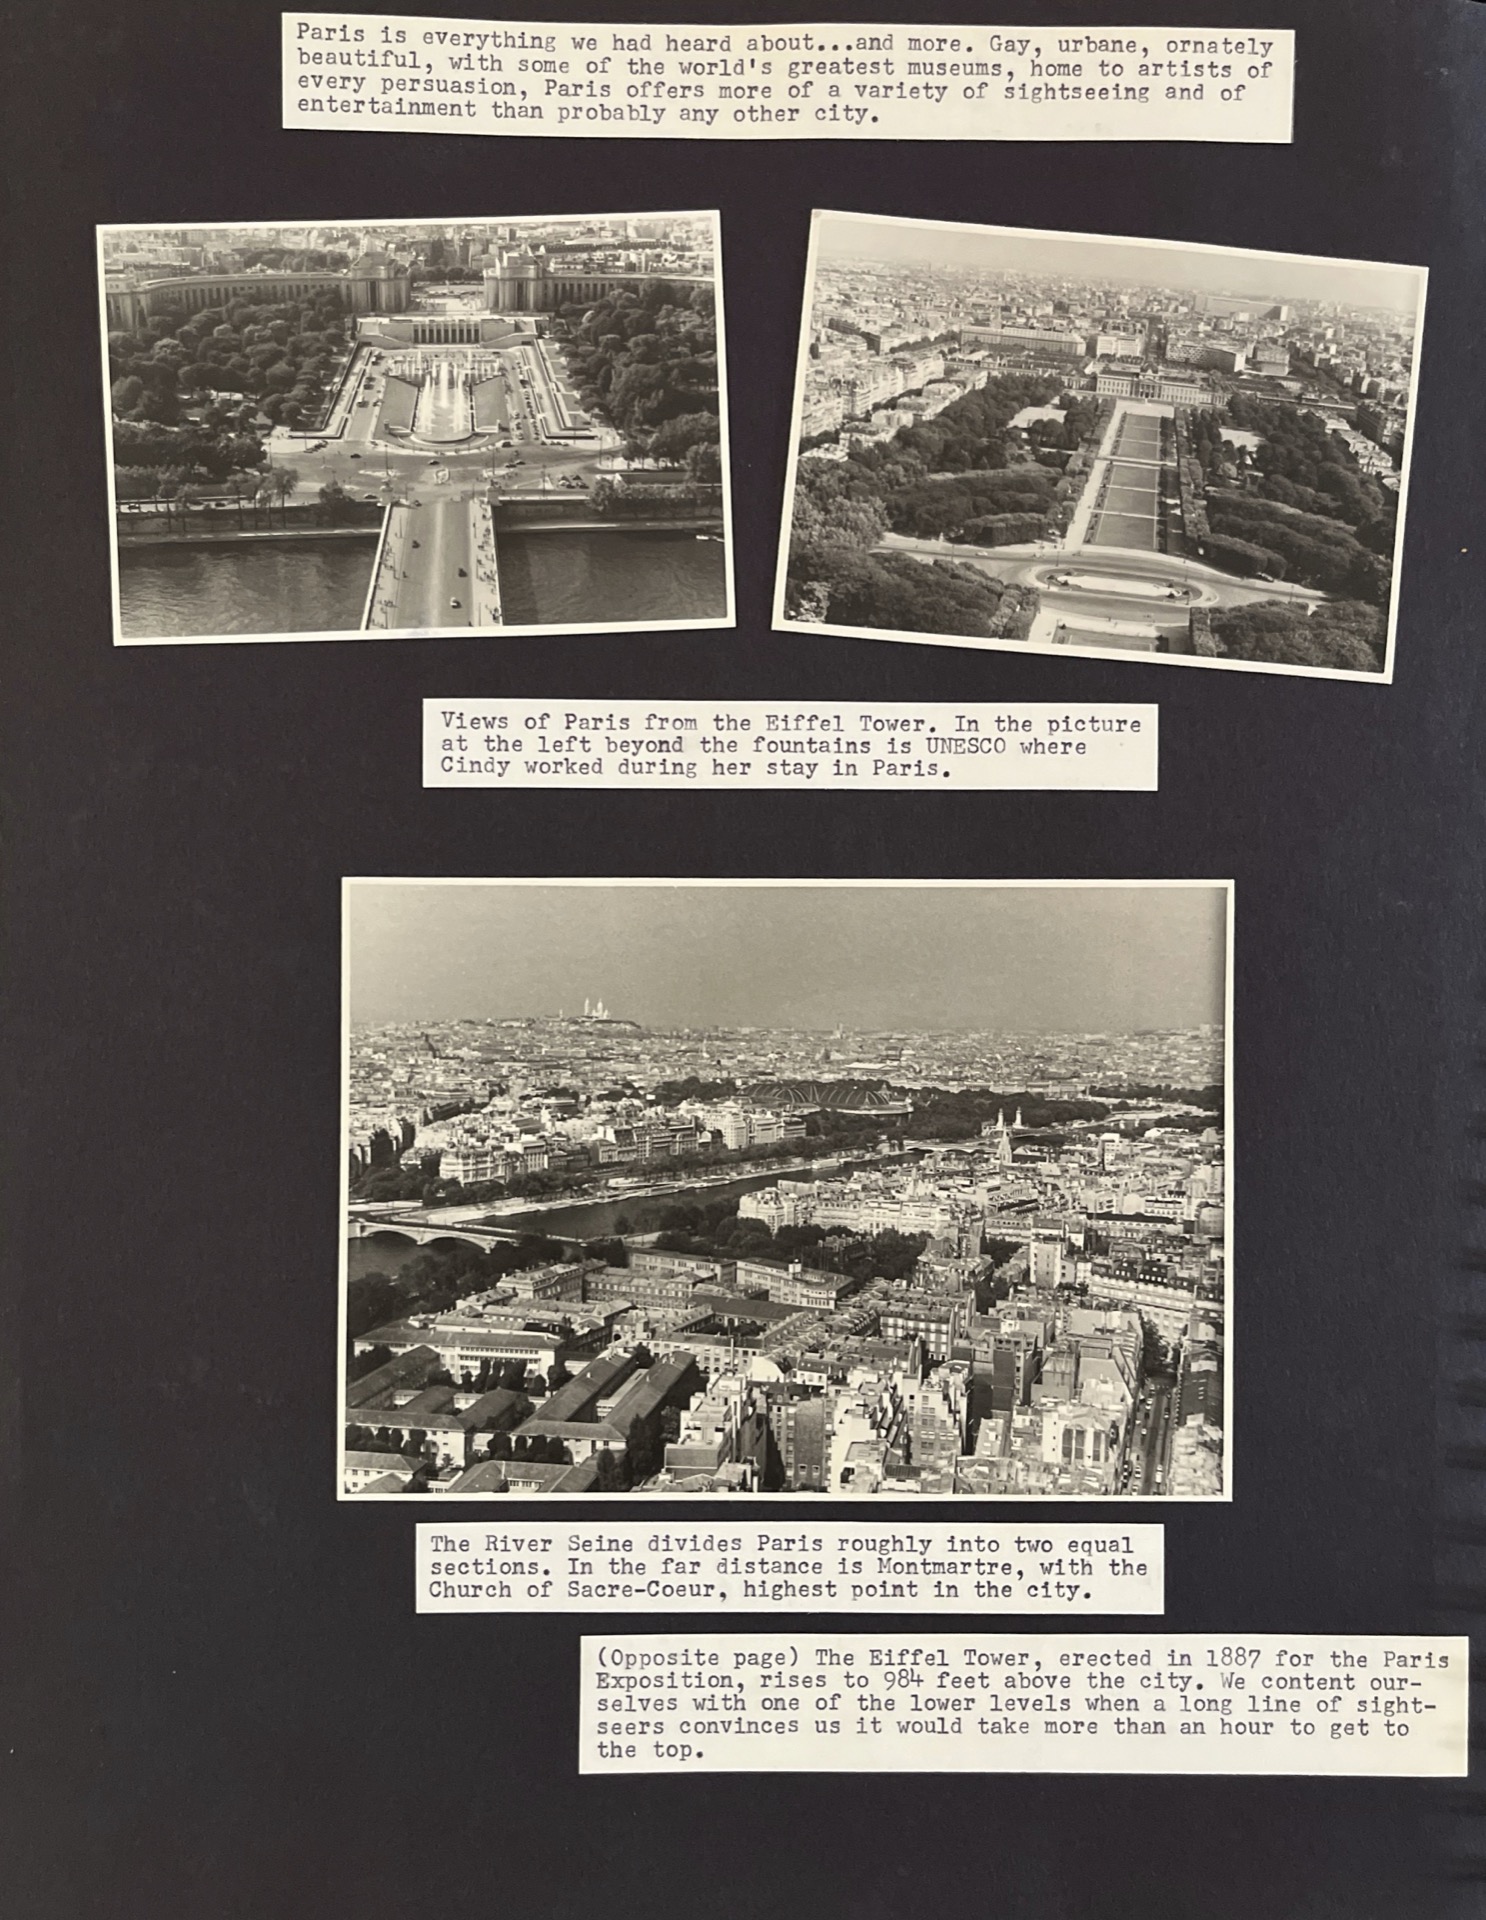 Paris is everything we had heard about...and more. Gay, urbane, ornately
beautiful, with some of the world's greatest museums, home to artists of
every persuasion, Paris offers more of a variety of sightseeing and of
entertainment than probably any other city.
Views of Paris from the Eiffel Tower. In the picture
at the left beyond the fountains is UNESCO where
Cindy worked during her stay in Paris.
The River Seine divides Paris roughly into two equal
sections. In the far distance is Montmartre, with the
Church of Sacre-Coeur, highest point in the city.
(Opposite page) The Eiffel Tower, erected in 1887 for the Paris
Exposition, rises to 984 feet above the city. We content our-
selves with one of the lower levels when a long line of sight-
seers convinces us it would take more than an hour to get to
the top.